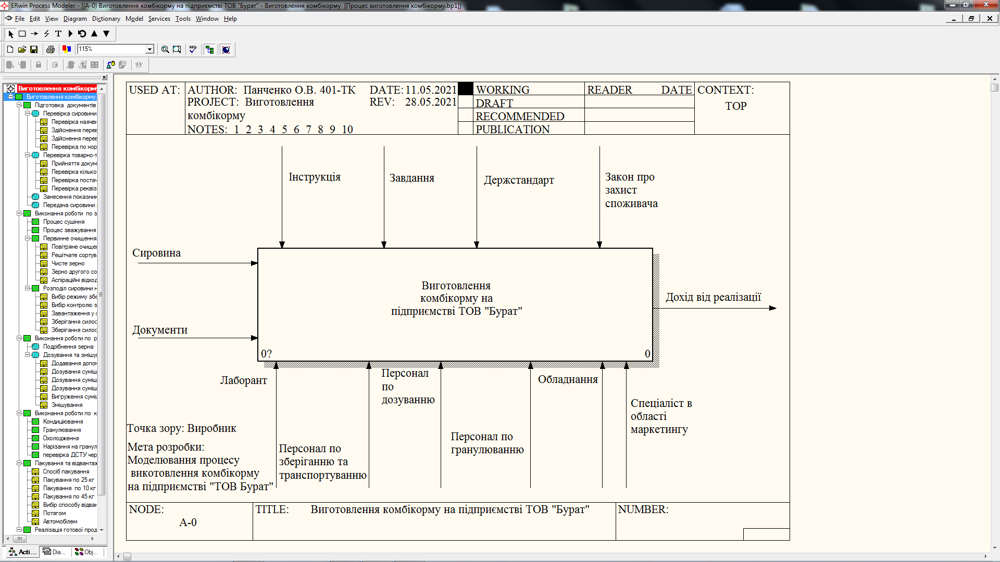 ERwin Process Modeler - [(A-0) Виготовлення комбікорму на підприємстві ТОВ "Бурат" - Виготовлення комбікорму  [Процес виготовлення комбікорму.bp1]]
File Edit View Diagram Dictionary Model Services Tools Window Help
115%
Виготовлення комбікорму
Виготовлення комбікорму
Підготовка документів
Перевірка сировини
Перевірка наявн
Здійснення перев
Здійснення перев
Перевірка по нор
Перевірка товарно-т
Прийняття докум
Перевірка кілько
Перевірка постач
Перевірка реквіз
Занесення показник
Передача сировини
Виконання роботи по з
Процес сушіння
Процес зважування
Первинне очищення
Повітряне очище
Решітчате сортув
Чисте зерно
Зерно другого со
Аспіраційні відход
Розподіл сировини н
Вибір режиму збе
Вибір контролю з
Завантаження у с
Зберігання силос
Зберігання силос
Виконання роботи по р
Подрібнення зерна
Дозування та змішу
Додавання допом
Дозування суміш
Дозування суміш
Дозування суміш
Вигруження суміш
Змішування
Виконання роботи по к
Кондиціювання
Гранулювання
Охолодження
Нарізання на гранул
перевірка ДСТУ чер
Пакування та відвантаж
Спосіб пакування
Пакування по 25 кг
Пакування по 10 кг
Пакування по 45 кг
Вибір способу відван
Потягом
Автомобілем
Реалізація готової прод
Acti... Dia... Obj...
USED AT:
AUTHOR: Панченко О.В. 401-ТК DATE: 11.05.2021
PROJECT: Виготовлення комбікорму REV: 28.05.2021
NOTES: 1 2 3 4 5 6 7 8 9 10
WORKING
DRAFT
RECOMMENDED
PUBLICATION
READER DATE
CONTEXT:
TOP
Інструкція
Завдання
Держстандарт
Закон про
захист
споживача
Сировина
Документи
Виготовлення
комбікорму на
підприємстві ТОВ "Бурат"
0?
0
Дохід від реалізації
Лаборант
Персонал
по
дозуванню
Обладнання
Спеціаліст в
області
маркетингу
Персонал по
гранулюванню
Персонал по
зберіганню та
транспортуванню
Точка зору: Виробник
Мета розробки:
Моделювання процесу
викотовлення комбікорму
на підприємстві "ТОВ Бурат"
NODE:
A-0
TITLE: Виготовлення комбікорму на підприємстві ТОВ "Бурат"
NUMBER: